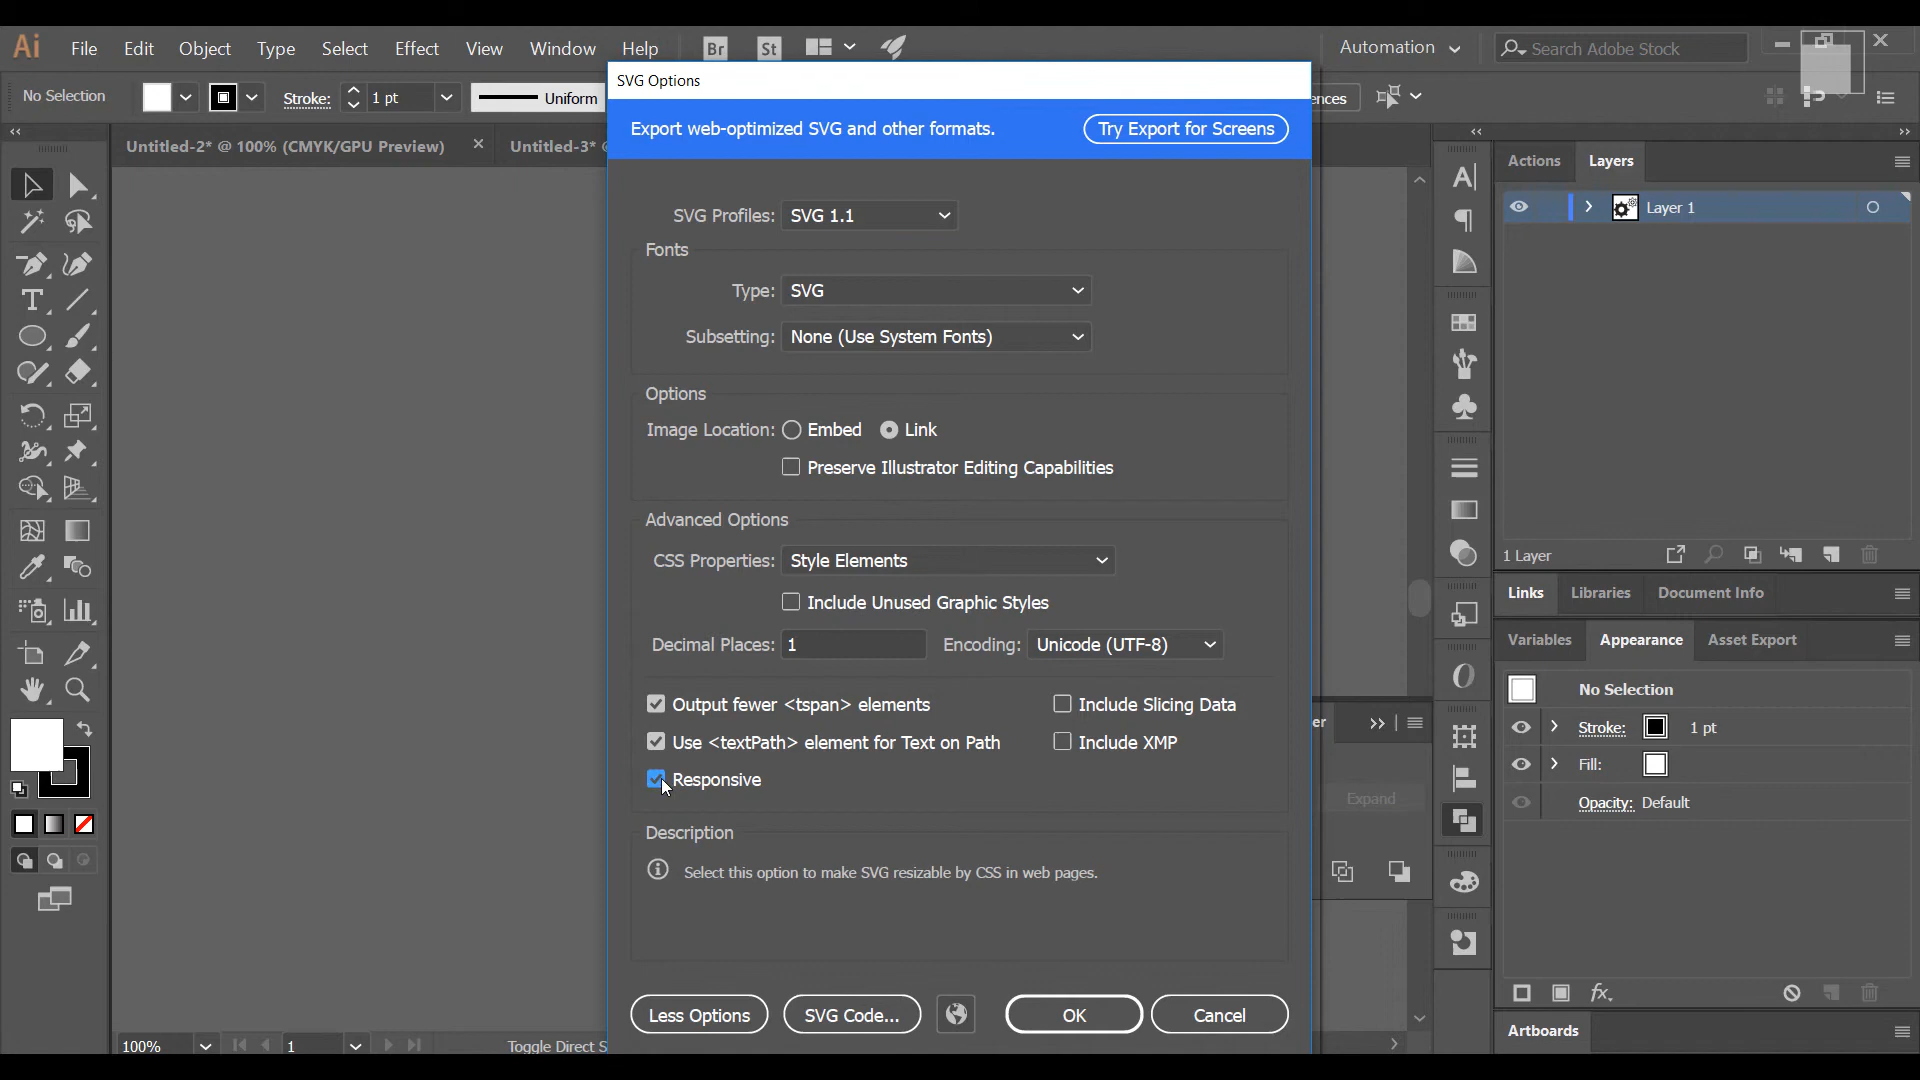 Ai File Edit Object Type Select Effect View Window Help Br St Automation Search Adobe Stock
SVG Options
No Selection Stroke: 1 pt Uniform ences
Export web-optimized SVG and other formats. Try Export for Screens
Untitled-2* @ 100% (CMYK/GPU Preview) Untitled-3* @
Actions Layers
Layer 1
SVG Profiles: SVG 1.1
Fonts
Type: SVG
Subsetting: None (Use System Fonts)
Options
Image Location: Embed Link
Preserve Illustrator Editing Capabilities
Advanced Options
CSS Properties: Style Elements
Include Unused Graphic Styles
Decimal Places: 1 Encoding: Unicode (UTF-8)
Output fewer <tspan> elements Include Slicing Data
Use <textPath> element for Text on Path Include XMP
Responsive
Description
Select this option to make SVG resizable by CSS in web pages.
Less Options SVG Code... OK Cancel
1 Layer
Links Libraries Document Info
Variables Appearance Asset Export
No Selection
Stroke: 1 pt
Fill:
Opacity: Default
fx
Artboards
er
Expand
100% 1 Toggle Direct S